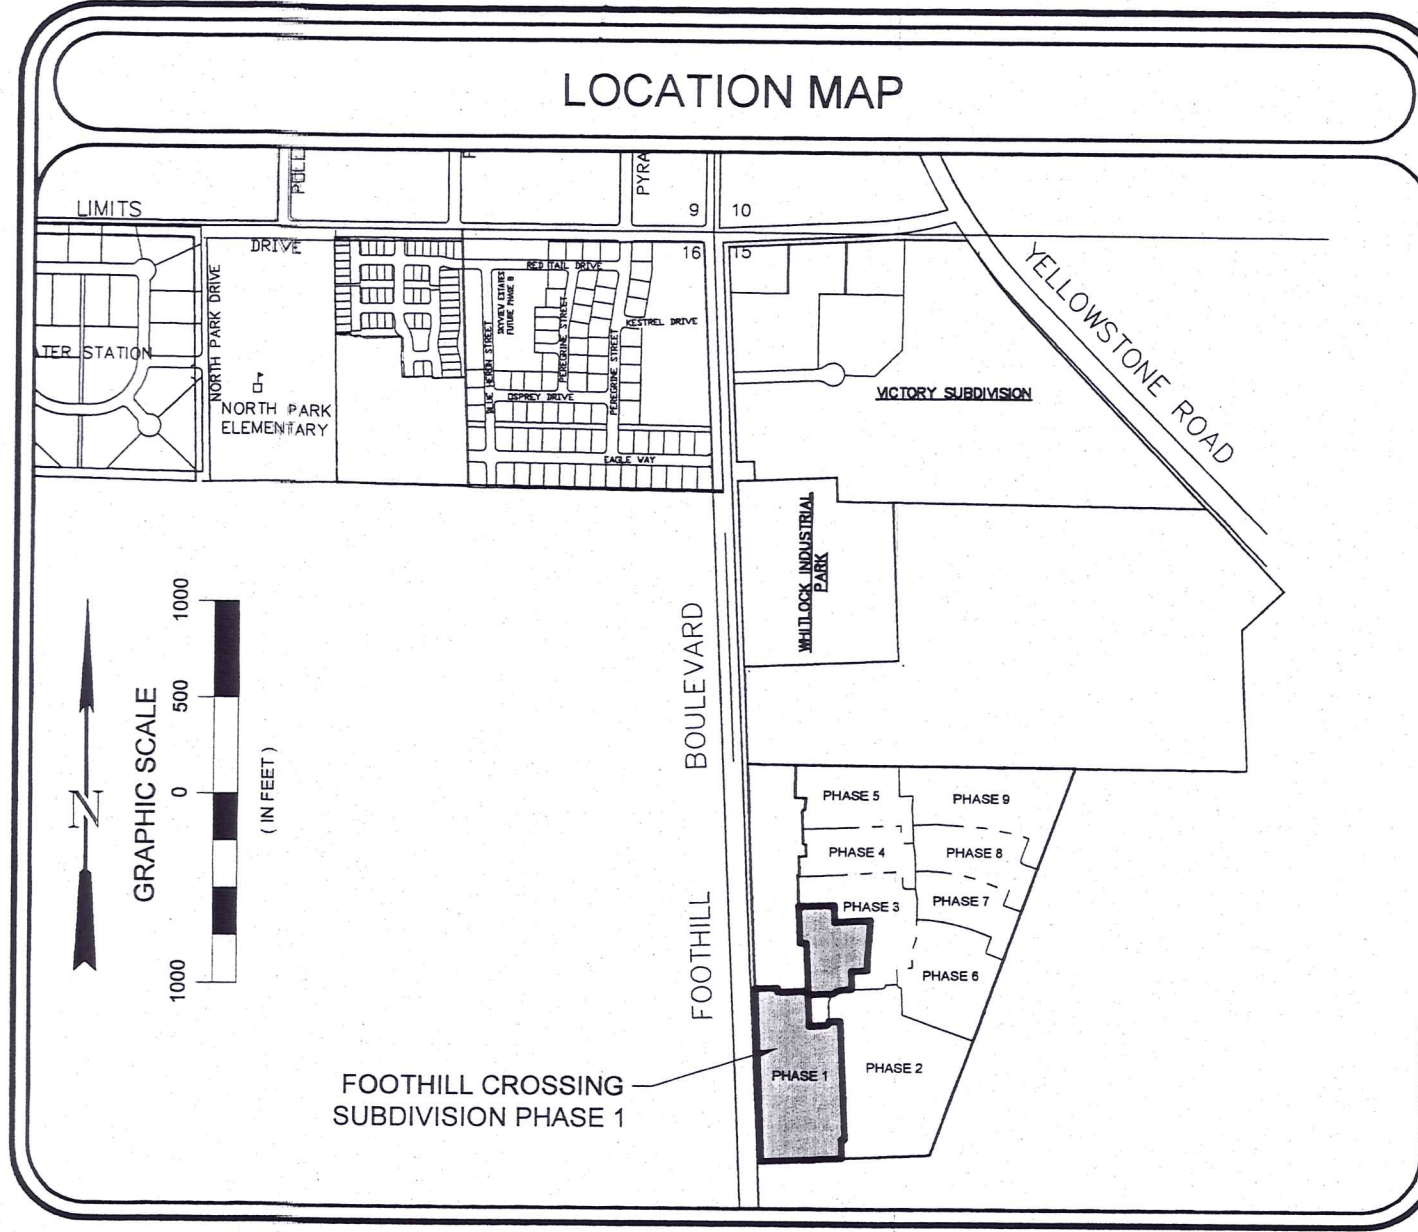 LOCATION MAP
LIMITS
DRIVE
PYRA
9
10
16
15
NORTH PARK DRIVE
NORTH PARK
ELEMENTARY
ATER STATION
RED TAIL DRIVE
SKYVIEW ESTATES
FUTURE PHASE B
BLUE HERON STREET
PEREGRINE STREET
PEREGRINE STREET
KESTREL DRIVE
OSPREY DRIVE
EAGLE WAY
YELLOWSTONE ROAD
VICTORY SUBDIVISION
WHITLOCK INDUSTRIAL
PARK
FOOTHILL BOULEVARD
GRAPHIC SCALE
1000
500
0
1000
( IN FEET )
N
PHASE 5
PHASE 9
PHASE 4
PHASE 8
PHASE 3
PHASE 7
PHASE 6
PHASE 1
PHASE 2
FOOTHILL CROSSING
SUBDIVISION PHASE 1